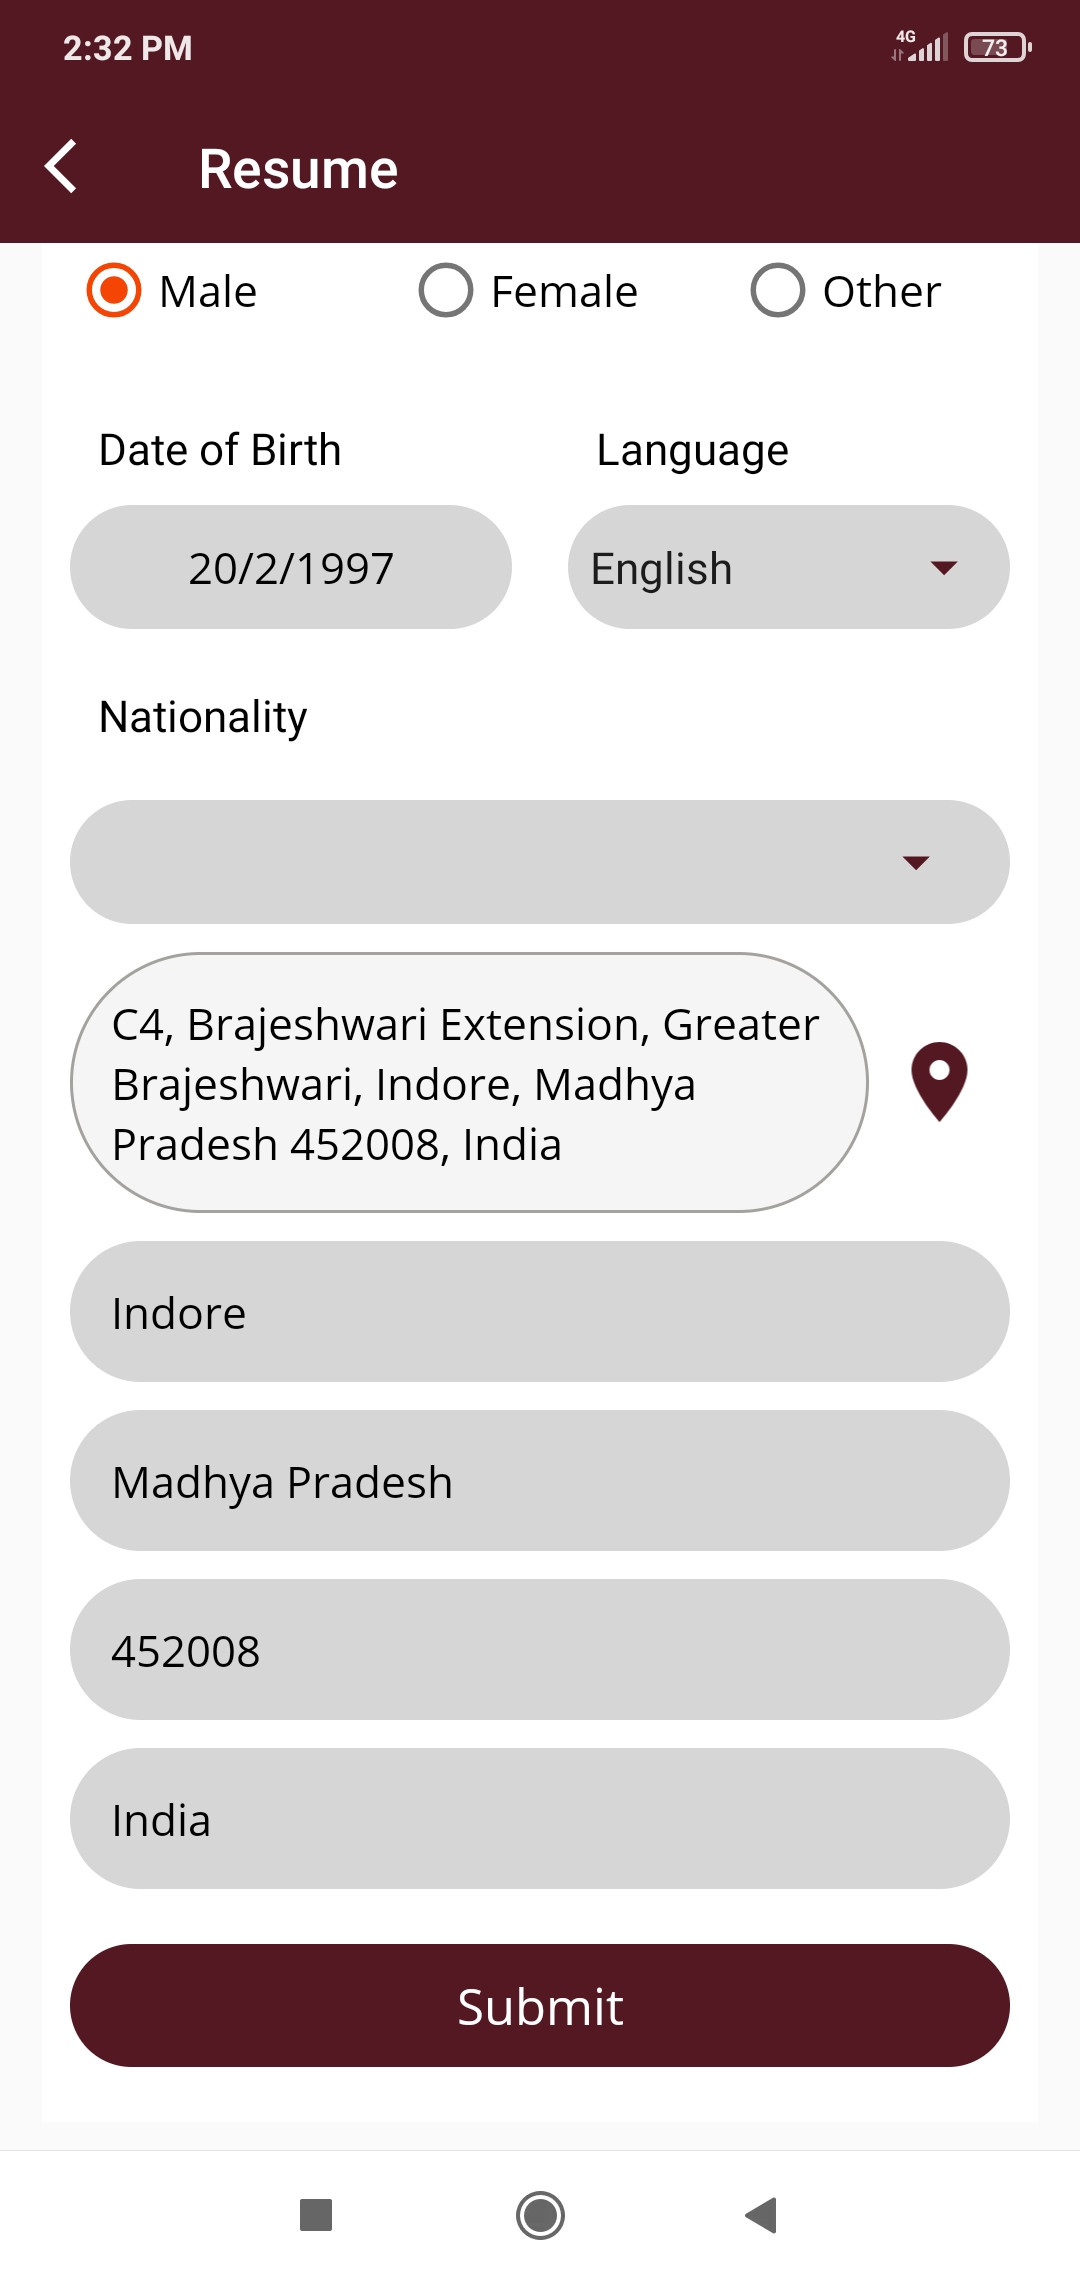 2:32 PM
4G
73
Resume
Male
Female
Other
Date of Birth
Language
20/2/1997
English
Nationality
C4, Brajeshwari Extension, Greater
Brajeshwari, Indore, Madhya
Pradesh 452008, India
Indore
Madhya Pradesh
452008
India
Submit